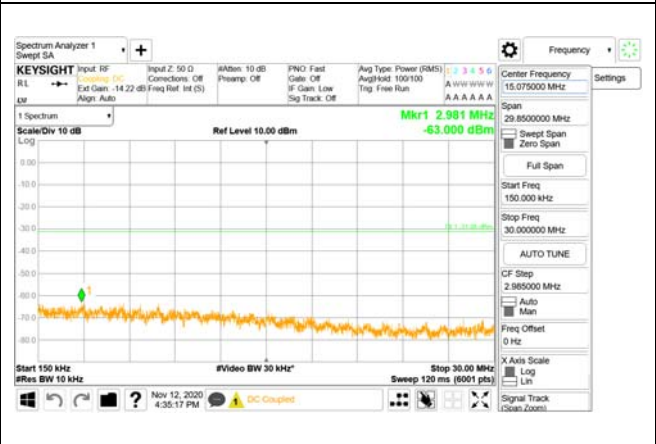 Spectrum Analyzer 1
Swept SA
Frequency
KEYSIGHT
RL
Input: RF
Coupling: DC
Ext Gain: -14.22 dB
Align: Auto
Input Z: 50 Ω
Corrections: Off
Freq Ref: Int (S)
#Atten: 10 dB
Preamp: Off
PNO: Fast
Gate: Off
IF Gain: Low
Sig Track: Off
Avg Type: Power (RMS)
Avg|Hold: 100/100
Trig: Free Run
1 2 3 4 5 6
A W W W W W
A A A A A A
1 Spectrum
Scale/Div 10 dB
Log
Ref Level 10.00 dBm
Mkr1 2.981 MHz
-63.000 dBm
0.00
-10.0
-20.0
-30.0
-40.0
-50.0
-60.0
-70.0
-80.0
1
Start 150 kHz
#Res BW 10 kHz
#Video BW 30 kHz*
Stop 30.00 MHz
Sweep 120 ms (6001 pts)
Nov 12, 2020
4:35:17 PM
DC Coupled
Center Frequency
15.075000 MHz
Settings
Span
29.8500000 MHz
Swept Span
Zero Span
Full Span
Start Freq
150.000 kHz
Stop Freq
30.000000 MHz
AUTO TUNE
CF Step
2.985000 MHz
Auto
Man
Freq Offset
0 Hz
X Axis Scale
Log
Lin
Signal Track
(Span Zoom)